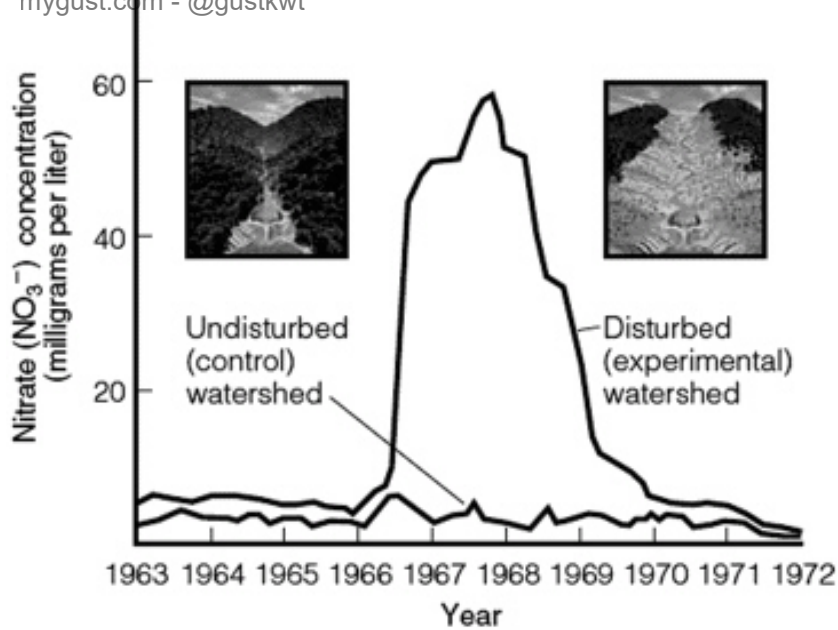 mygust.com - @gustkwt
Nitrate (NO₃⁻) concentration
(milligrams per liter)
60
40
20
Undisturbed
(control)
watershed
Disturbed
(experimental)
watershed
1963 1964 1965 1966 1967 1968 1969 1970 1971 1972
Year